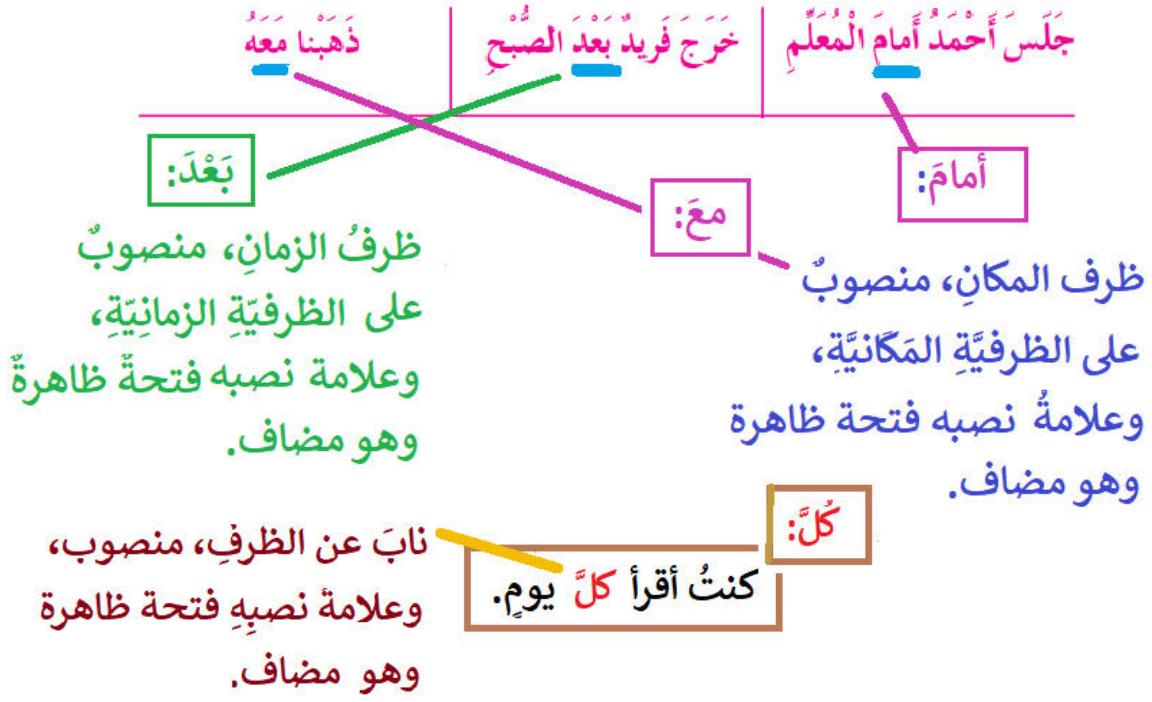 جَلَسَ أَحْمَدُ أَمامَ الْمُعَلِّمِ
خَرَجَ فَريدٌ بَعْدَ الصُّبْحِ
ذَهَبْنا مَعَهُ
أمامَ:
ظرف المكانِ، منصوبٌ
على الظرفيَّةِ المَكَانيَّةِ،
وعلامةُ نصبه فتحة ظاهرة
وهو مضاف.
معَ:
بَعْدَ:
ظرفُ الزمانِ، منصوبٌ
على الظرفيّةِ الزمانِيّةِ،
وعلامة نصبه فتحةٌ ظاهرةٌ
وهو مضاف.
كُلَّ:
كنتُ أقرأ كلَّ يومٍ.
نابَ عن الظرفِ، منصوب،
وعلامةُ نصبِهِ فتحة ظاهرة
وهو مضاف.